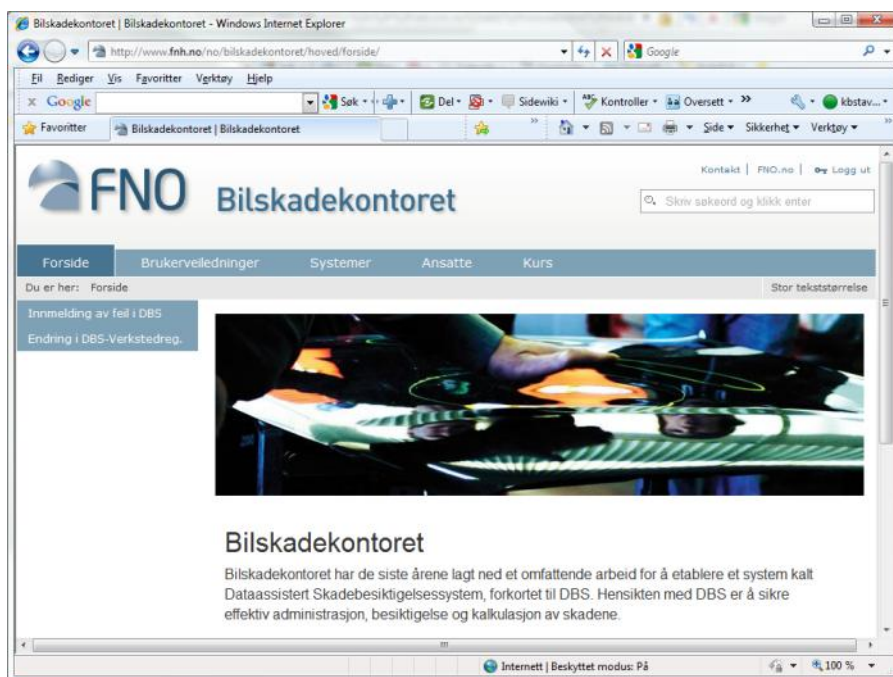 Bilskadekontoret | Bilskadekontoret - Windows Internet Explorer
http://www.fnh.no/no/bilskadekontoret/hoved/forside/
Google
Fil Rediger Vis Favoritter Verktøy Hjelp
x Google Søk Del Sidewiki Kontroller Oversett » kbstav...
Favoritter Bilskadekontoret | Bilskadekontoret » Side Sikkerhet Verktøy »
Kontakt | FNO.no | Logg ut
FNO Bilskadekontoret
Skriv søkeord og klikk enter
Forside Brukerveiledninger Systemer Ansatte Kurs
Du er her: Forside Stor tekststørrelse
Innmelding av feil i DBS
Endring i DBS-Verkstedreg.
Bilskadekontoret
Bilskadekontoret har de siste årene lagt ned et omfattende arbeid for å etablere et system kalt
Dataassistert Skadebesiktigelsessystem, forkortet til DBS. Hensikten med DBS er å sikre
effektiv administrasjon, besiktigelse og kalkulasjon av skadene.
Internett | Beskyttet modus: På 100 %